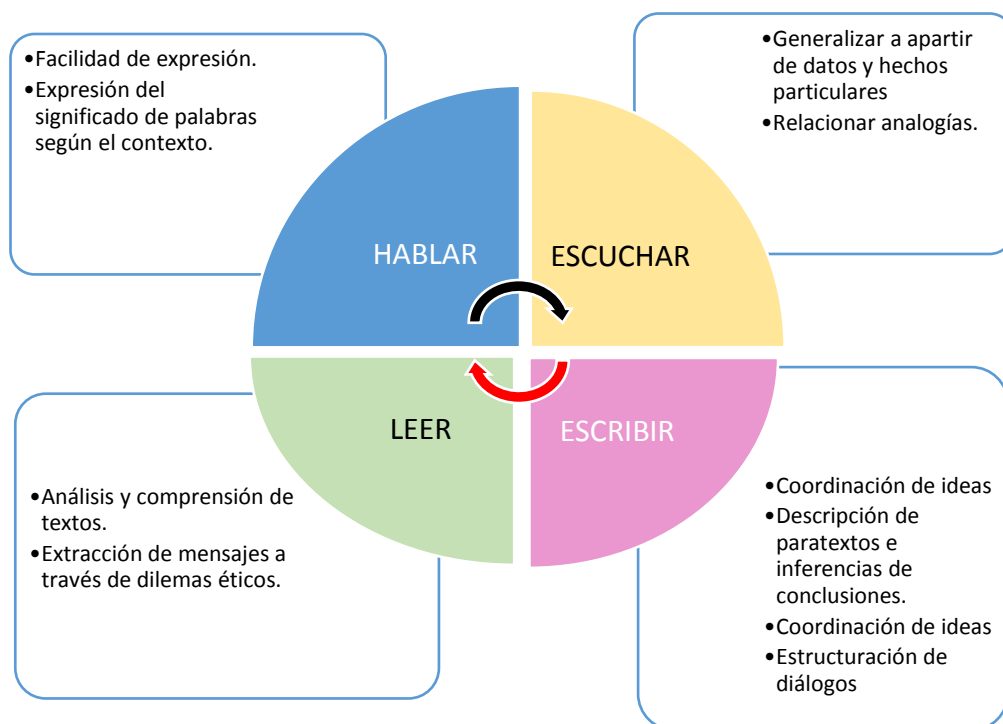 •Facilidad de expresión.
•Expresión del
significado de palabras
según el contexto.
•Generalizar a apartir
de datos y hechos
particulares
•Relacionar analogías.
HABLAR
ESCUCHAR
LEER
ESCRIBIR
•Análisis y comprensión de
textos.
•Extracción de mensajes a
través de dilemas éticos.
•Coordinación de ideas
•Descripción de
paratextos e
inferencias de
conclusiones.
•Coordinación de ideas
•Estructuración de
diálogos